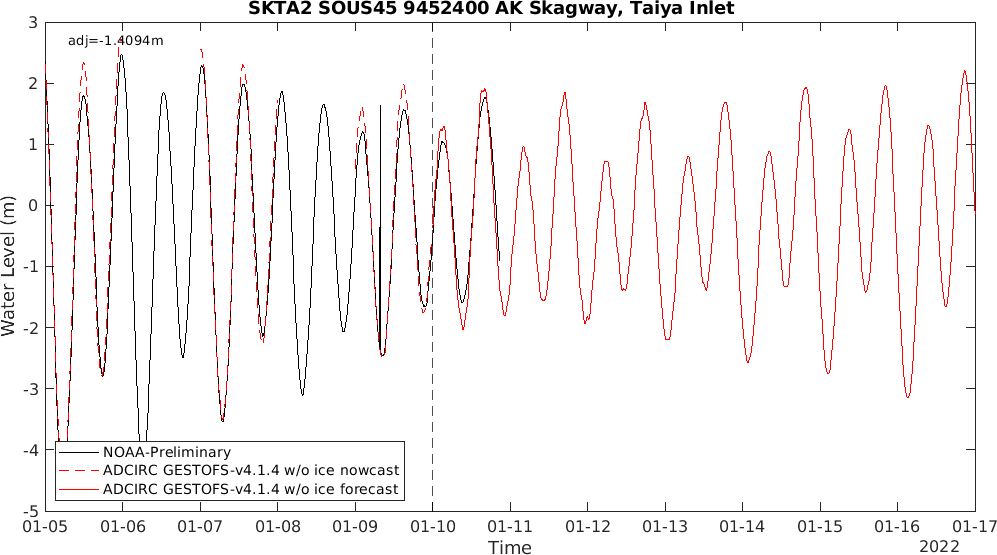 SKTA2 SOUS45 9452400 AK Skagway, Taiya Inlet
adj=-1.4094m
3
2
1
0
-1
-2
-3
-4
-5
Water Level (m)
NOAA-Preliminary
ADCIRC GESTOFS-v4.1.4 w/o ice nowcast
ADCIRC GESTOFS-v4.1.4 w/o ice forecast
01-05 01-06 01-07 01-08 01-09 01-10 01-11 01-12 01-13 01-14 01-15 01-16 01-17
Time
2022